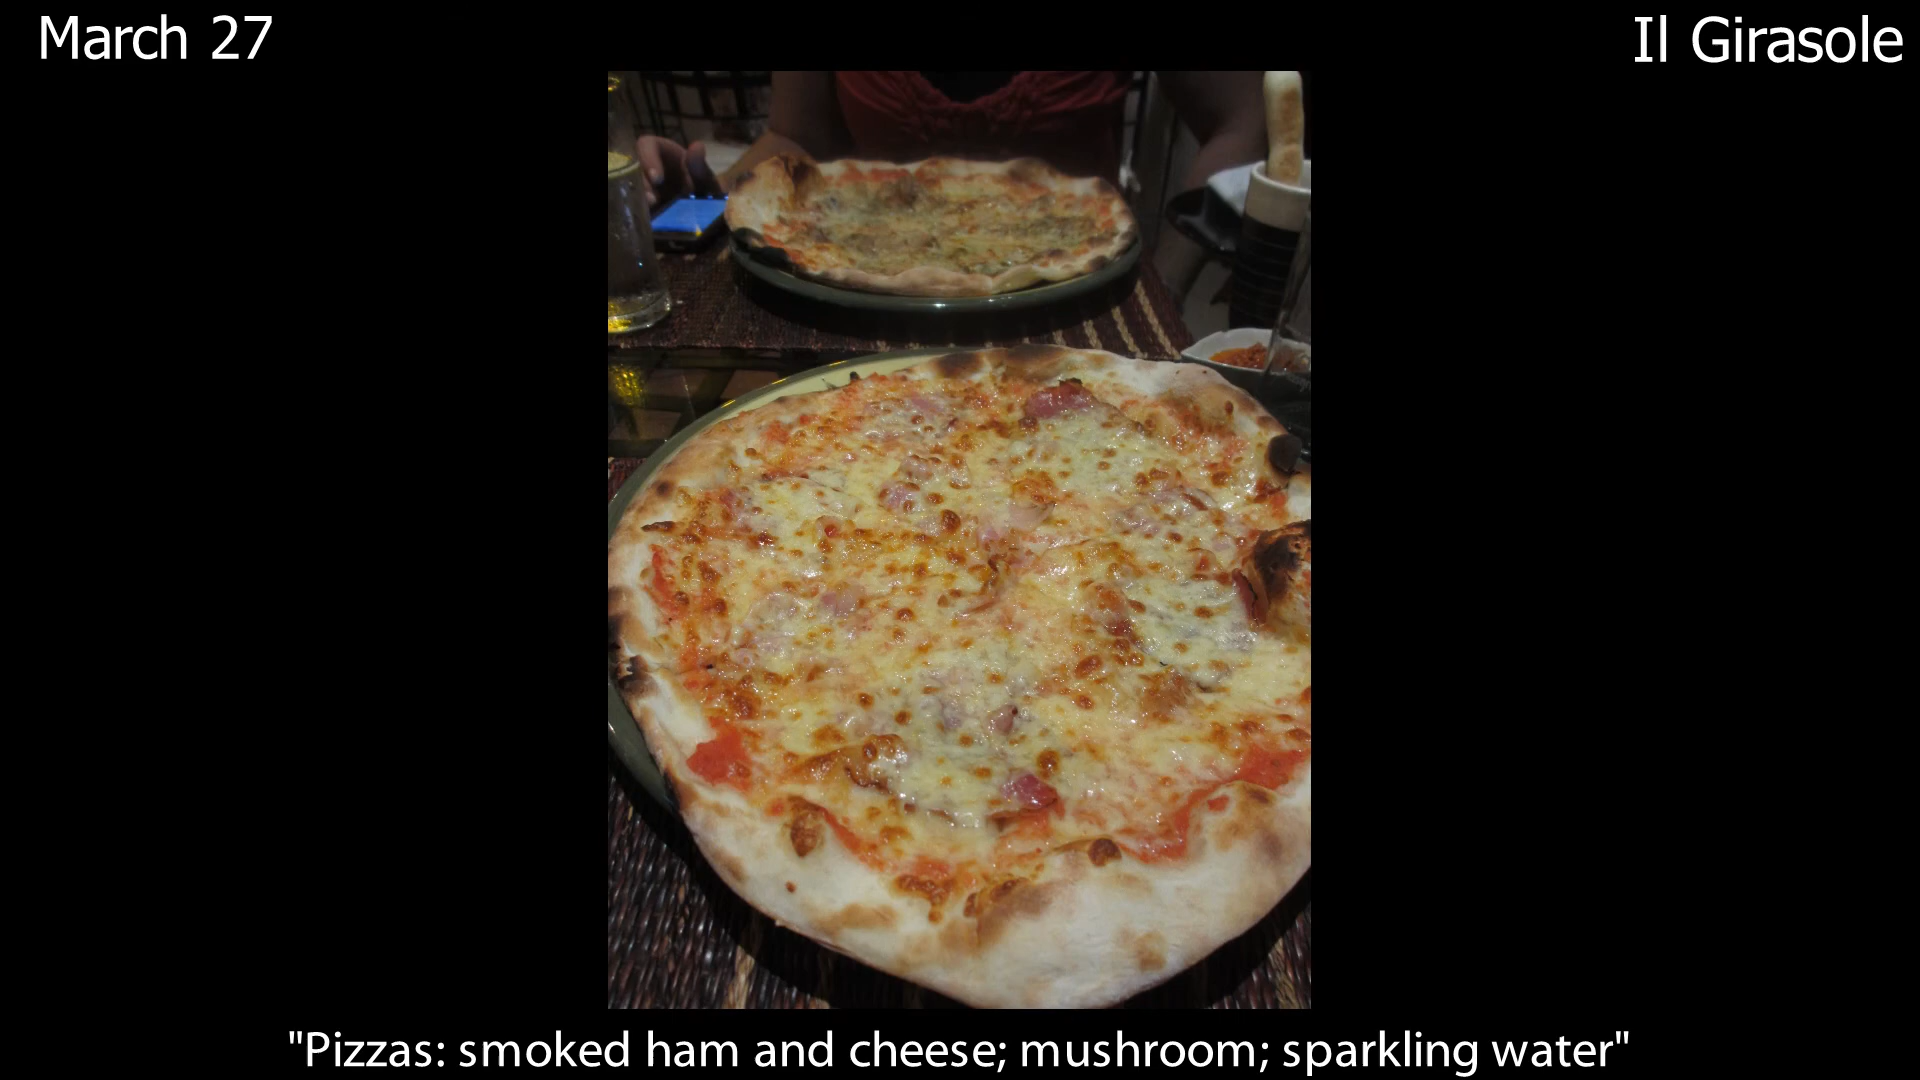 March 27
Il Girasole
"Pizzas: smoked ham and cheese; mushroom; sparkling water"